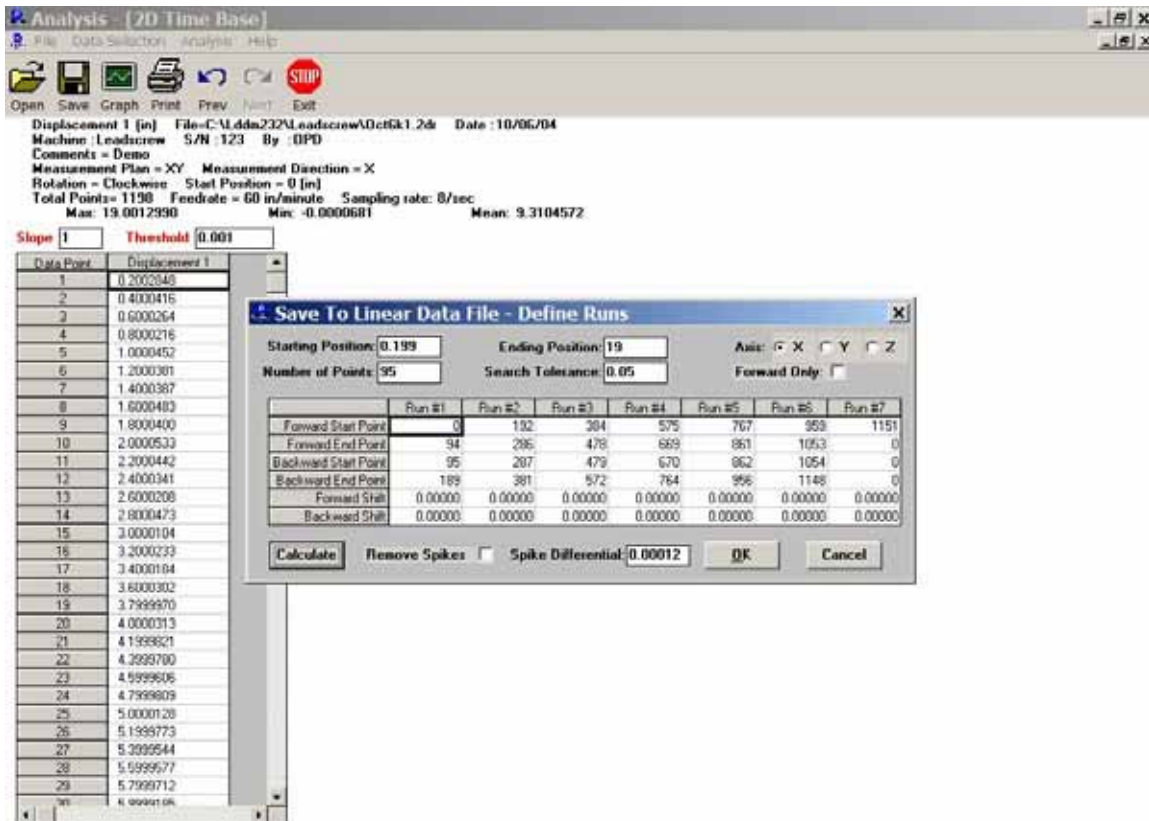 Analysis - [2D Time Base]
File Data Selection Analysis Help
Open Save Graph Print Prev Next Exit
STOP
Displacement 1 [in] File=C:\Lddm232\Leadscrew\Oct6k1.2dr Date :10/06/04
Machine :Leadscrew S/N :123 By :OPD
Comments = Demo
Measurement Plan = XY Measurement Direction = X
Rotation = Clockwise Start Position = 0 [in]
Total Points= 1198 Feedrate = 60 in/minute Sampling rate: 8/sec
Max: 19.0012990 Min: -0.0000681 Mean: 9.3104572
Slope 1 Threshold 0.001
Data Point Displacement 1
1 0.2002848
2 0.4000416
3 0.6000264
4 0.8000216
5 1.0000452
6 1.2000381
7 1.4000387
8 1.6000483
9 1.8000400
10 2.0000533
11 2.2000442
12 2.4000341
13 2.6000208
14 2.8000473
15 3.0000104
16 3.2000233
17 3.4000184
18 3.6000302
19 3.7999970
20 4.0000313
21 4.1999821
22 4.3999780
23 4.5999606
24 4.7999809
25 5.0000128
26 5.1999773
27 5.3999544
28 5.5999577
29 5.7999712
30
Save To Linear Data File - Define Runs
Starting Position: 0.199 Ending Position: 19 Axis: X Y Z
Number of Points: 95 Search Tolerance: 0.05 Forward Only:
Run #1 Run #2 Run #3 Run #4 Run #5 Run #6 Run #7
Forward Start Point 0 192 384 575 767 959 1151
Forward End Point 94 286 478 669 861 1053 0
Backward Start Point 95 287 479 670 862 1054 0
Backward End Point 189 381 572 764 956 1148 0
Forward Shift 0.00000 0.00000 0.00000 0.00000 0.00000 0.00000 0.00000
Backward Shift 0.00000 0.00000 0.00000 0.00000 0.00000 0.00000 0.00000
Calculate Remove Spikes Spike Differential: 0.00012 OK Cancel